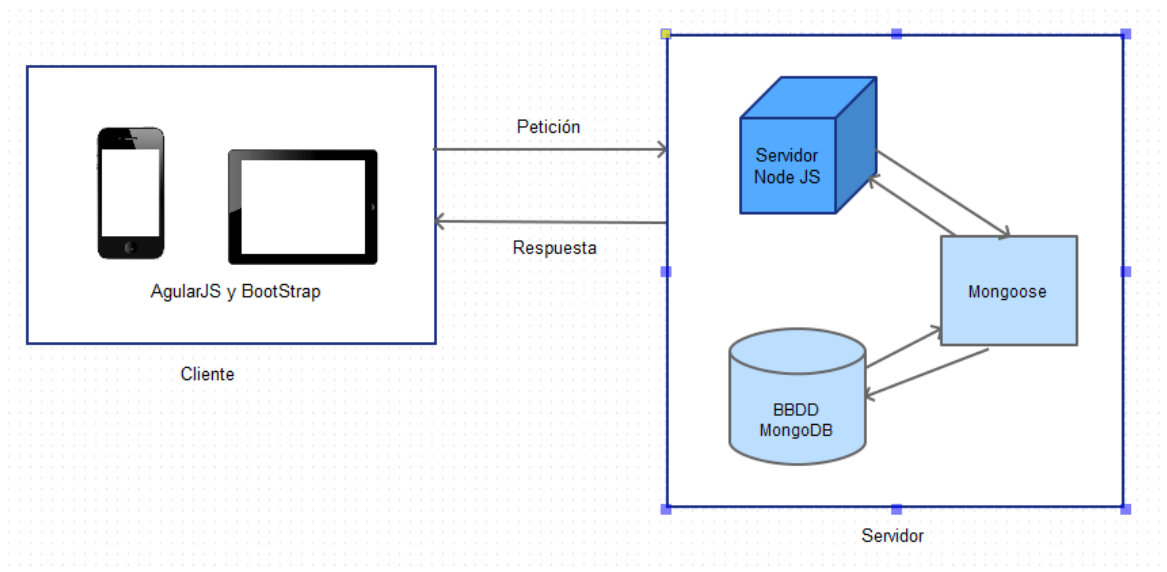 Petición
Respuesta
AgularJS y BootStrap
Cliente
Servidor
Node JS
Mongoose
BBDD
MongoDB
Servidor